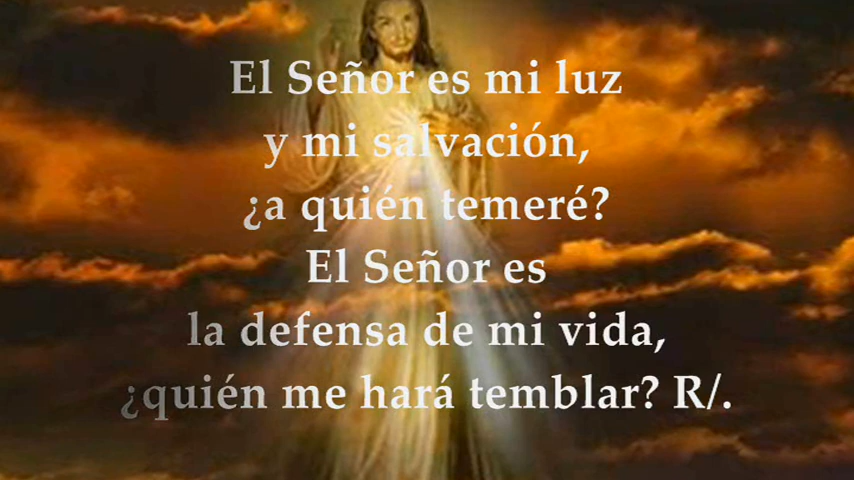 El Señor es mi luz
y mi salvación,
¿a quién temeré?
El Señor es
la defensa de mi vida,
¿quién me hará temblar? R/.